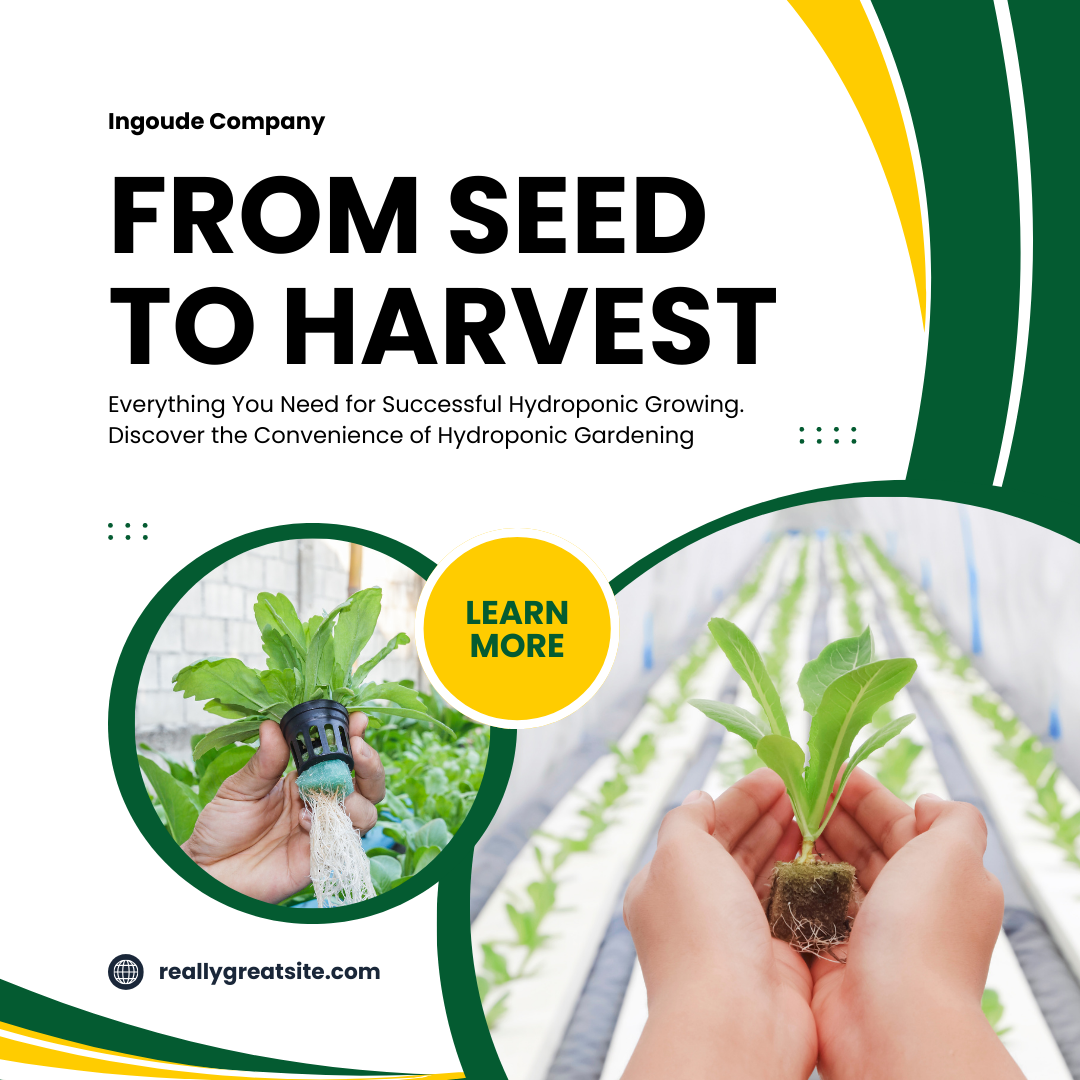 Ingoude Company
FROM SEED
TO HARVEST
Everything You Need for Successful Hydroponic Growing.
Discover the Convenience of Hydroponic Gardening
LEARN
MORE
reallygreatsite.com